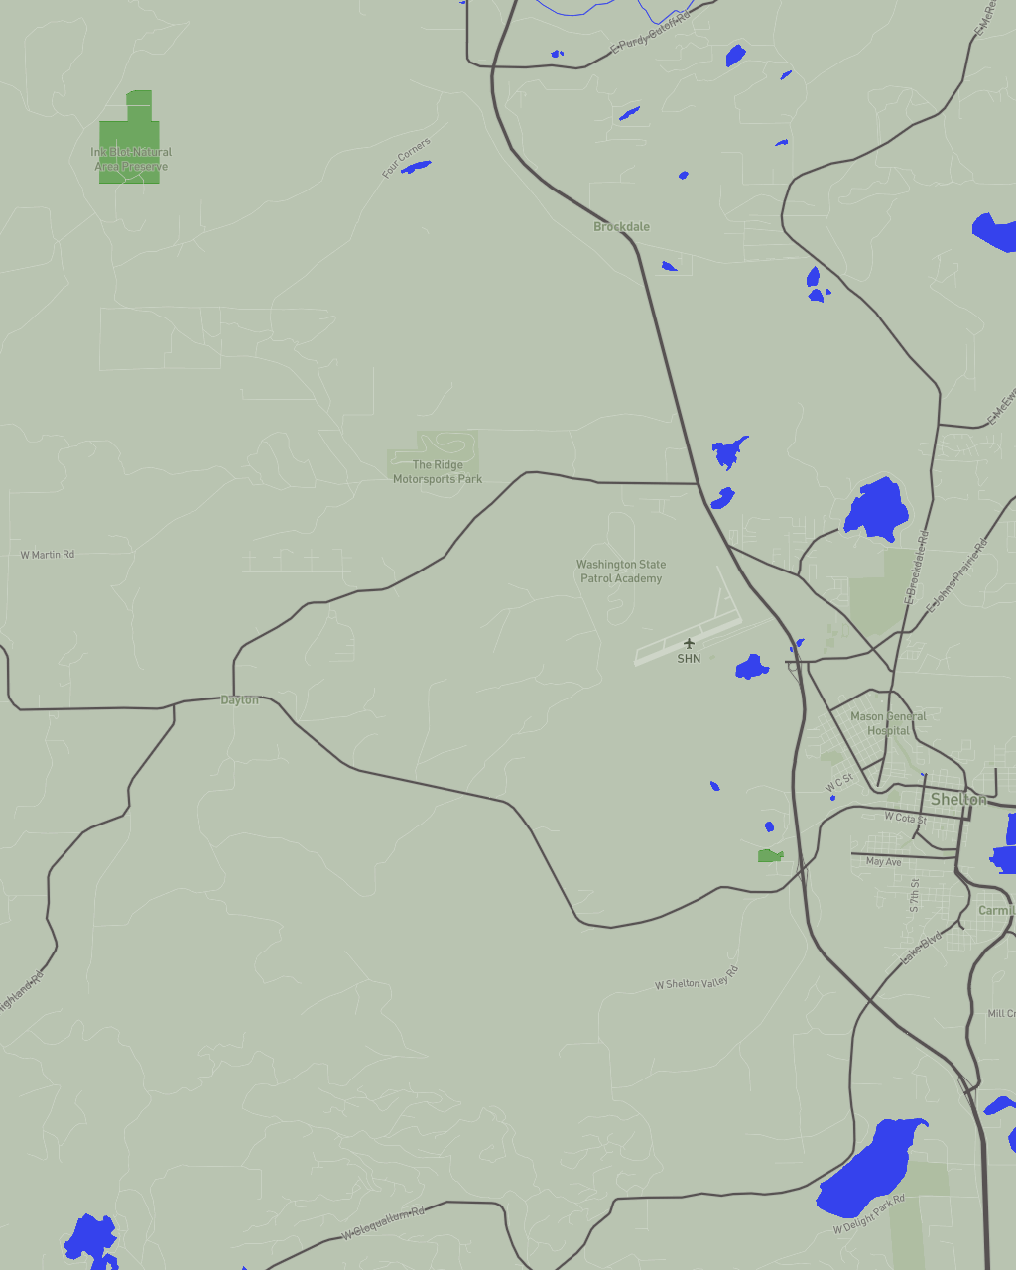 E Purdy Cutoff Rd
Ink Blot Natural
Area Preserve
Four Corners
Brockdale
The Ridge
Motorsports Park
W Martin Rd
Washington State
Patrol Academy
E Brockdale Rd
E Johns Prairie Rd
SHN
Dayton
Mason General
Hospital
W C St
Shelton
W Cota St
May Ave
S 7th St
Lake Blvd
W Shelton Valley Rd
Mill Cr
W Cloquallum Rd
W Delight Park Rd